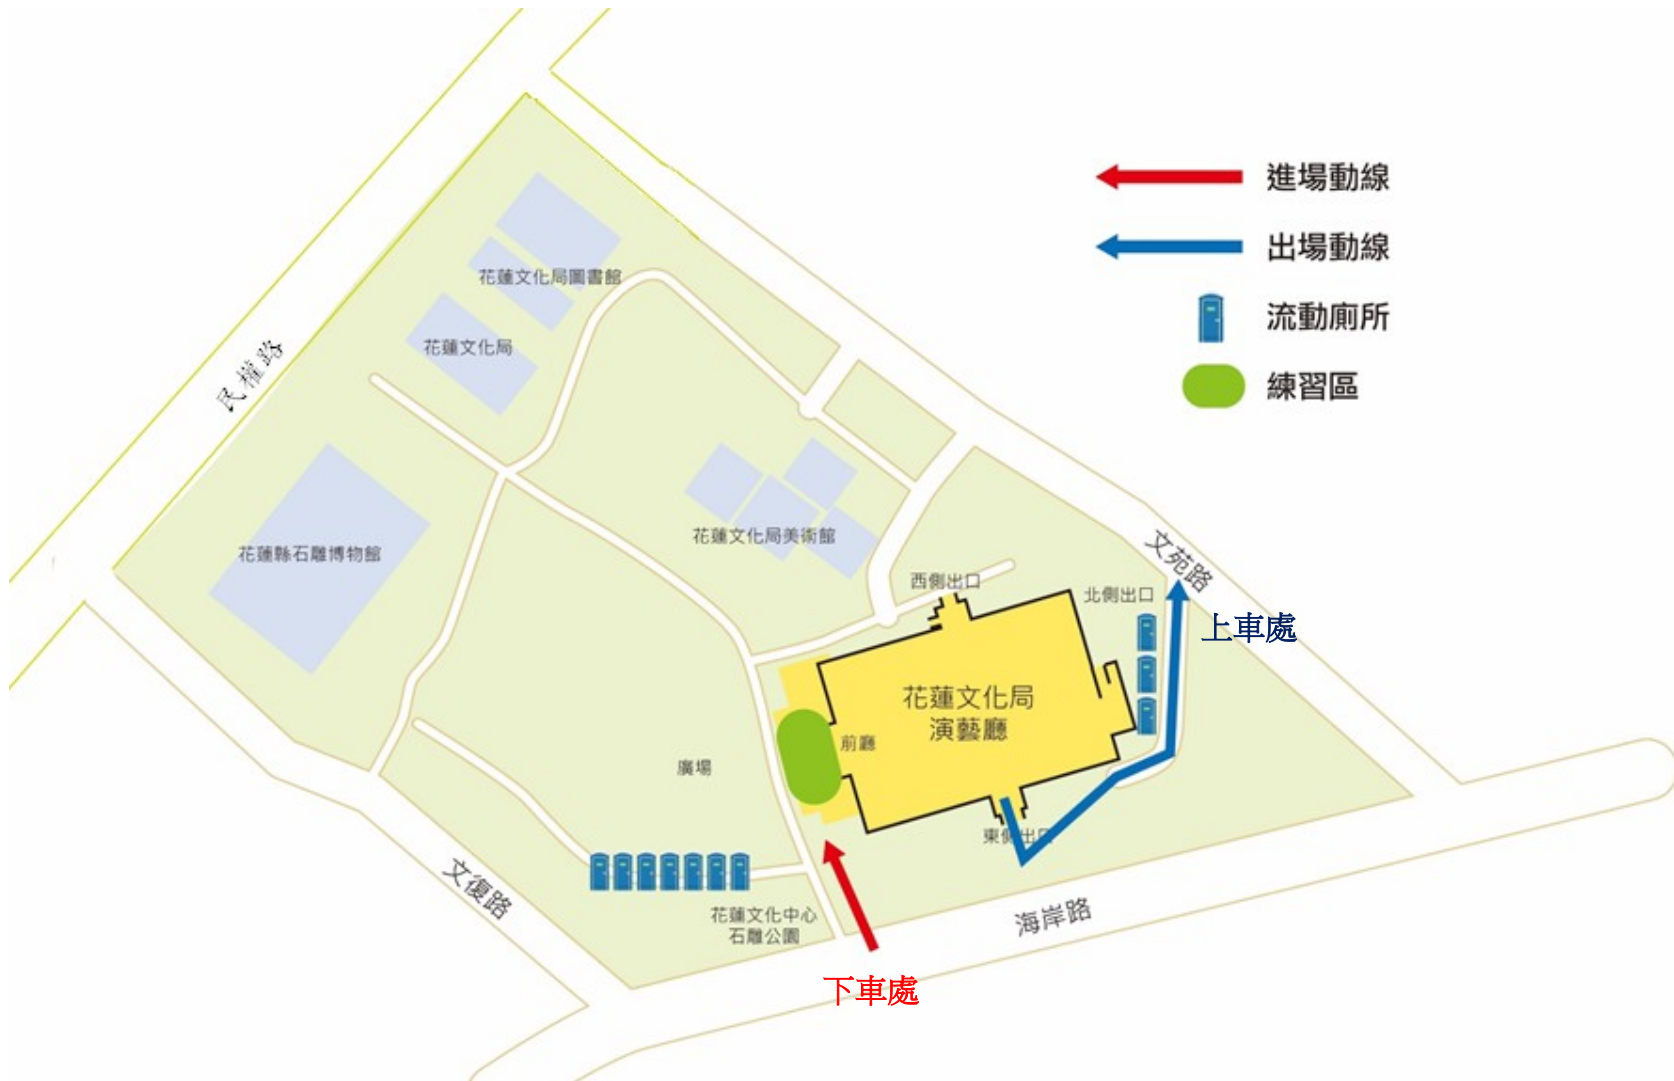 進場動線
出場動線
流動廁所
練習區
花蓮文化局圖書館
花蓮文化局
民權路
花蓮縣石雕博物館
花蓮文化局美術館
文苑路
西側出口
北側出口
上車處
花蓮文化局
演藝廳
前廳
廣場
東側出口
文復路
花蓮文化中心
石雕公園
海岸路
下車處